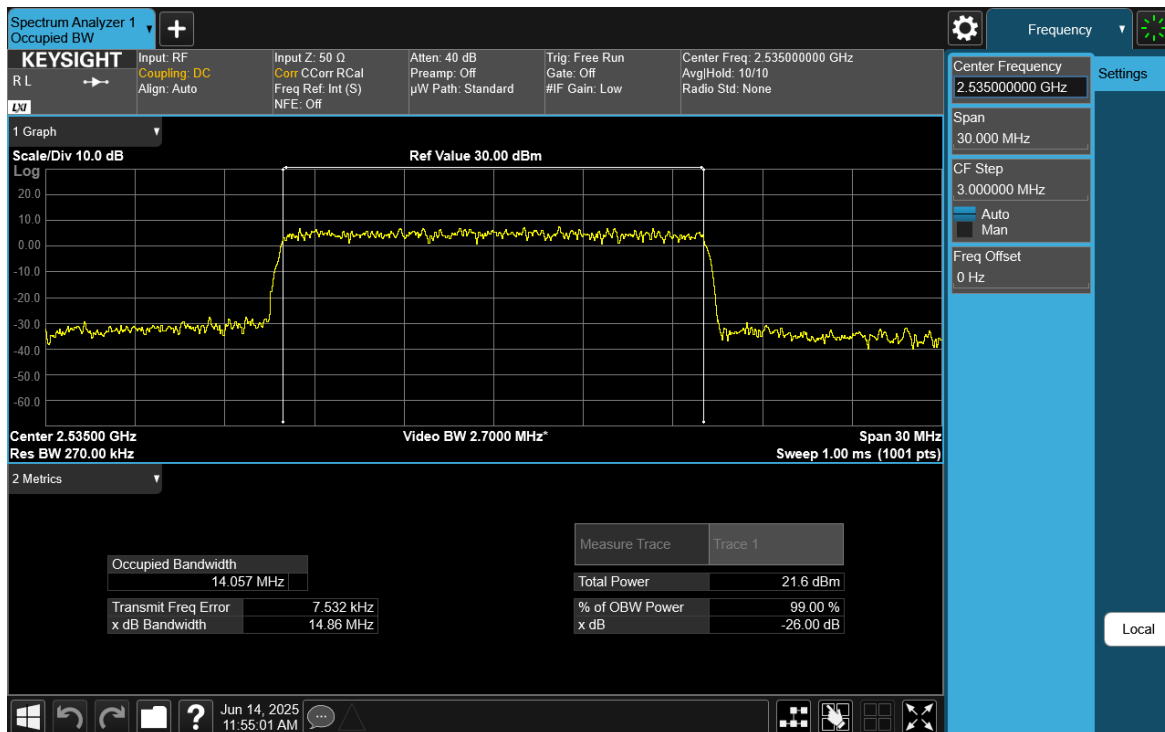 Spectrum Analyzer 1
Occupied BW
Frequency
KEYSIGHT
R L
LXI
Input: RF
Coupling: DC
Align: Auto
Input Z: 50 Ω
Corr CCorr RCal
Freq Ref: Int (S)
NFE: Off
Atten: 40 dB
Preamp: Off
µW Path: Standard
Trig: Free Run
Gate: Off
#IF Gain: Low
Center Freq: 2.535000000 GHz
Avg|Hold: 10/10
Radio Std: None
Center Frequency
2.535000000 GHz
Settings
Span
30.000 MHz
CF Step
3.000000 MHz
Auto
Man
Freq Offset
0 Hz
Local
1 Graph
Scale/Div 10.0 dB
Ref Value 30.00 dBm
Log
20.0
10.0
0.00
-10.0
-20.0
-30.0
-40.0
-50.0
-60.0
Center 2.53500 GHz
Video BW 2.7000 MHz*
Span 30 MHz
Res BW 270.00 kHz
Sweep 1.00 ms (1001 pts)
2 Metrics
Measure Trace
Trace 1
Occupied Bandwidth
14.057 MHz
Total Power
21.6 dBm
Transmit Freq Error
7.532 kHz
% of OBW Power
99.00 %
x dB Bandwidth
14.86 MHz
x dB
-26.00 dB
?
Jun 14, 2025
11:55:01 AM